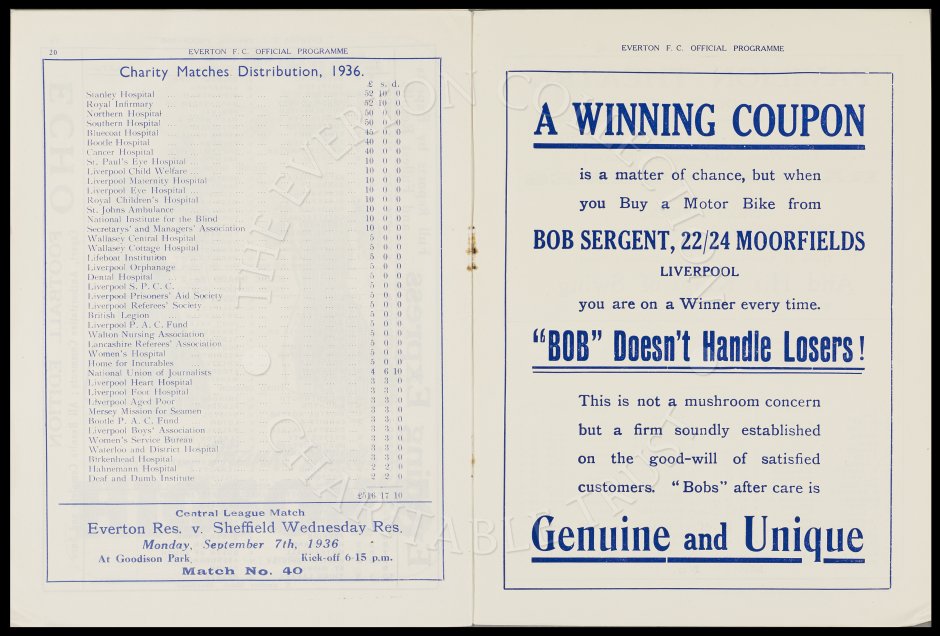 20
EVERTON F. C. OFFICIAL PROGRAMME
Charity Matches Distribution, 1936.
£ s. d.
Stanley Hospital ... 52 10 0
Royal Infirmary ... 52 10 0
Northern Hospital ... 50 0 0
Southern Hospital ... 50 0 0
Bluecoat Hospital ... 45 0 0
Bootle Hospital ... 40 0 0
Cancer Hospital ... 40 0 0
St. Paul's Eye Hospital ... 10 0 0
Liverpool Child Welfare ... 10 0 0
Liverpool Maternity Hospital ... 10 0 0
Liverpool Eye Hospital ... 10 0 0
Royal Children's Hospital ... 10 0 0
St. Johns Ambulance ... 10 0 0
National Institute for the Blind ... 10 0 0
Secretarys' and Managers' Association ... 10 0 0
Wallasey Central Hospital ... 5 0 0
Wallasey Cottage Hospital ... 5 0 0
Lifeboat Institution ... 5 0 0
Liverpool Orphanage ... 5 0 0
Dental Hospital ... 5 0 0
Liverpool S. P. C. C. ... 5 0 0
Liverpool Prisoners' Aid Society ... 5 0 0
Liverpool Referees' Society ... 5 0 0
British Legion ... 5 0 0
Liverpool P. A. C. Fund ... 5 0 0
Walton Nursing Association ... 5 0 0
Lancashire Referees' Association ... 5 0 0
Women's Hospital ... 5 0 0
Home for Incurables ... 5 0 0
National Union of Journalists ... 4 6 10
Liverpool Heart Hospital ... 3 3 0
Liverpool Foot Hospital ... 3 3 0
Liverpool Aged Poor ... 3 3 0
Mersey Mission for Seamen ... 3 3 0
Bootle P. A. C. Fund ... 3 3 0
Liverpool Boys' Association ... 3 3 0
Women's Service Bureau ... 3 3 0
Waterloo and District Hospital ... 3 3 0
Birkenhead Hospital ... 3 3 0
Hahnemann Hospital ... 2 2 0
Deaf and Dumb Institute ... 2 2 0
£516 17 10
Central League Match
Everton Res. v. Sheffield Wednesday Res.
Monday, September 7th, 1936
At Goodison Park. Kick-off 6-15 p.m.
Match No. 40
EVERTON F.C. OFFICIAL PROGRAMME
A WINNING COUPON
is a matter of chance, but when
you Buy a Motor Bike from
BOB SERGENT, 22/24 MOORFIELDS
LIVERPOOL
you are on a Winner every time.
"BOB" Doesn't Handle Losers!
This is not a mushroom concern
but a firm soundly established
on the good-will of satisfied
customers. "Bobs" after care is
Genuine and Unique
THE EVERTON COLLECTION
CHARITABLE TRUST